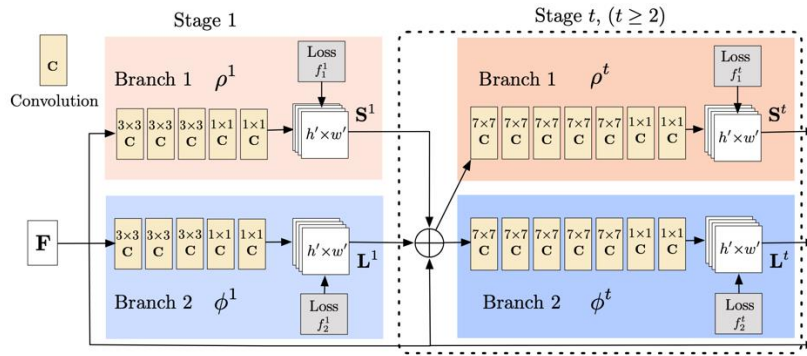 Stage 1
Stage t, (t ≥ 2)
C
Convolution
Branch 1 ρ¹
Loss
f₁¹
3×3 3×3 3×3 1×1 1×1
C C C C C
h′×w′
S¹
Branch 1 ρᵗ
Loss
f₁ᵗ
7×7 7×7 7×7 7×7 7×7 1×1 1×1
C C C C C C C
h′×w′
Sᵗ
F
3×3 3×3 3×3 1×1 1×1
C C C C C
h′×w′
L¹
Branch 2 ϕ¹
Loss
f₂¹
7×7 7×7 7×7 7×7 7×7 1×1 1×1
C C C C C C C
h′×w′
Lᵗ
Branch 2 ϕᵗ
Loss
f₂ᵗ